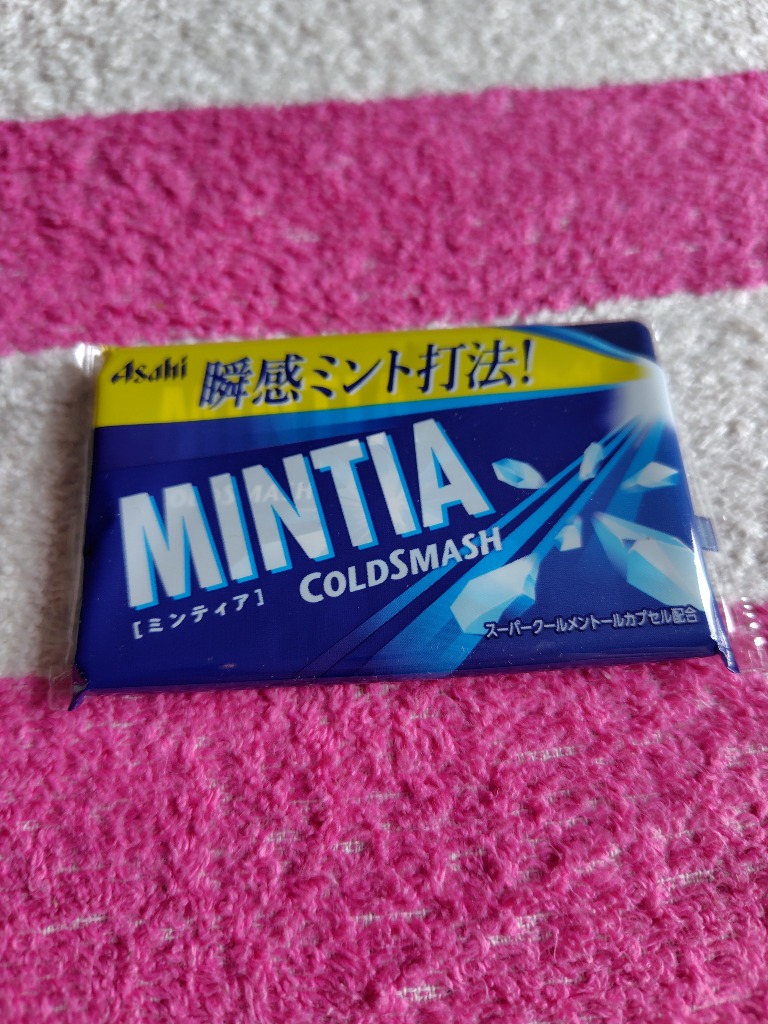 Asahi
瞬感ミント打法!
MINTIA
COLDSMASH
[ミンティア]
スーパークールメントールカプセル配合